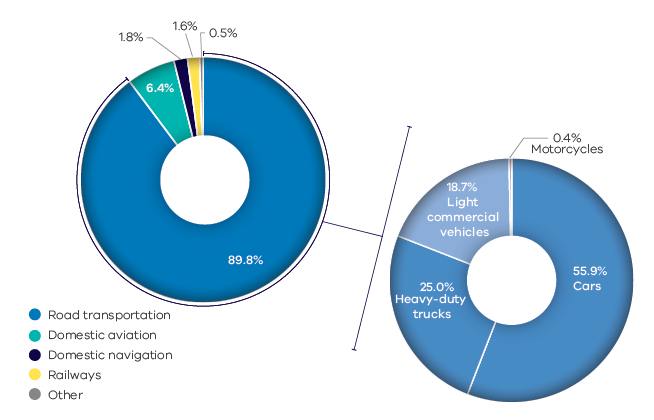 1.6%
0.5%
1.8%
6.4%
89.8%
0.4%
Motorcycles
18.7%
Light
commercial
vehicles
55.9%
Cars
25.0%
Heavy-duty
trucks
Road transportation
Domestic aviation
Domestic navigation
Railways
Other